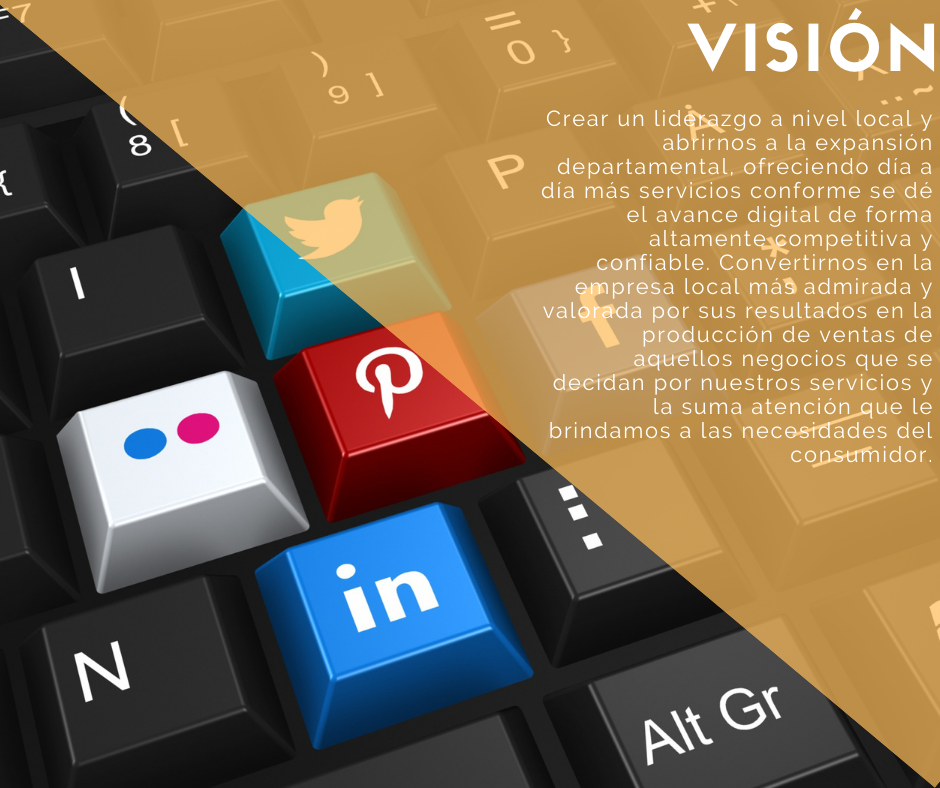 VISIÓN
Crear un liderazgo a nivel local y
abrirnos a la expansión
departamental, ofreciendo día a
día más servicios conforme se dé
el avance digital de forma
altamente competitiva y
confiable. Convertirnos en la
empresa local más admirada y
valorada por sus resultados en la
producción de ventas de
aquellos negocios que se
decidan por nuestros servicios y
la suma atención que le
brindamos a las necesidades del
consumidor.
=
0 }
)
9 ]
(
8 [
{
P
Å
I
*
f
in
N
Alt Gr